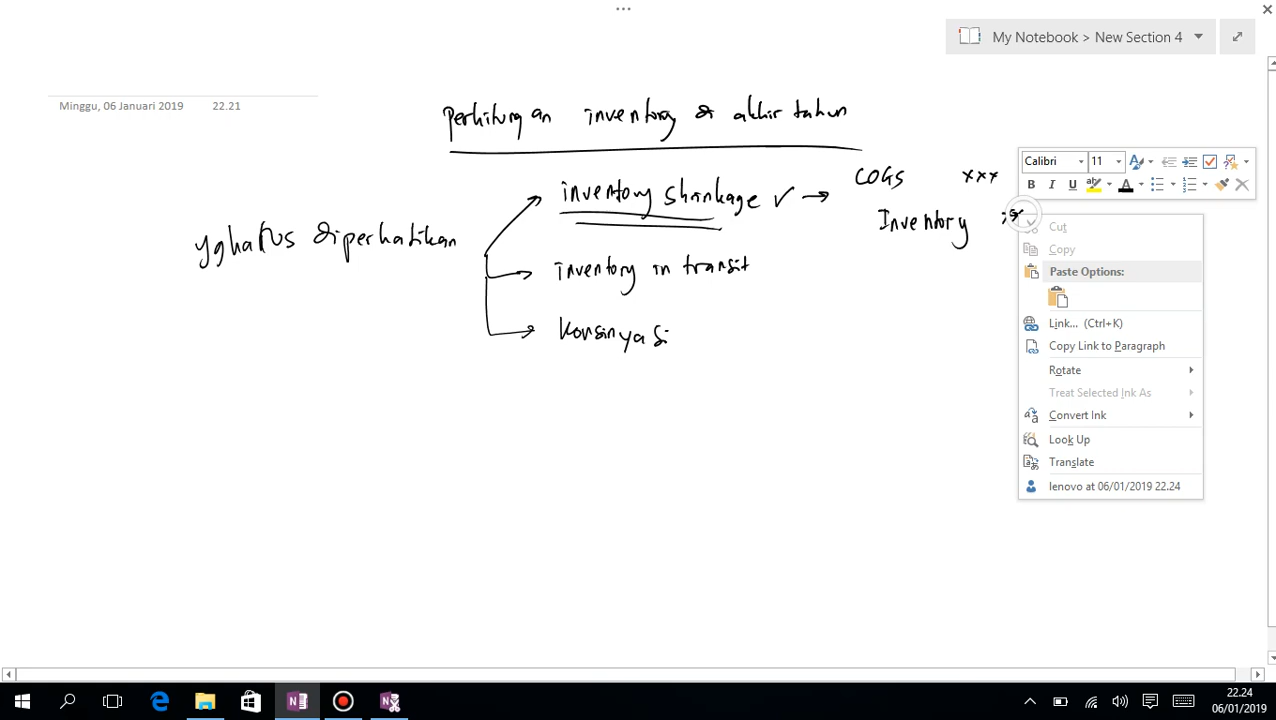 My Notebook > New Section 4
Minggu, 06 Januari 2019 22.21
perhitungan inventory di akhir tahun
Calibri 11
B I U ab A
COGS xxx
inventory shrinkage
Inventory
yg harus diperhatikan
inventory in transit
konsinyasi
Cut
Copy
Paste Options:
Link... (Ctrl+K)
Copy Link to Paragraph
Rotate
Treat Selected Ink As
Convert Ink
Look Up
Translate
lenovo at 06/01/2019 22.24
22.24
06/01/2019